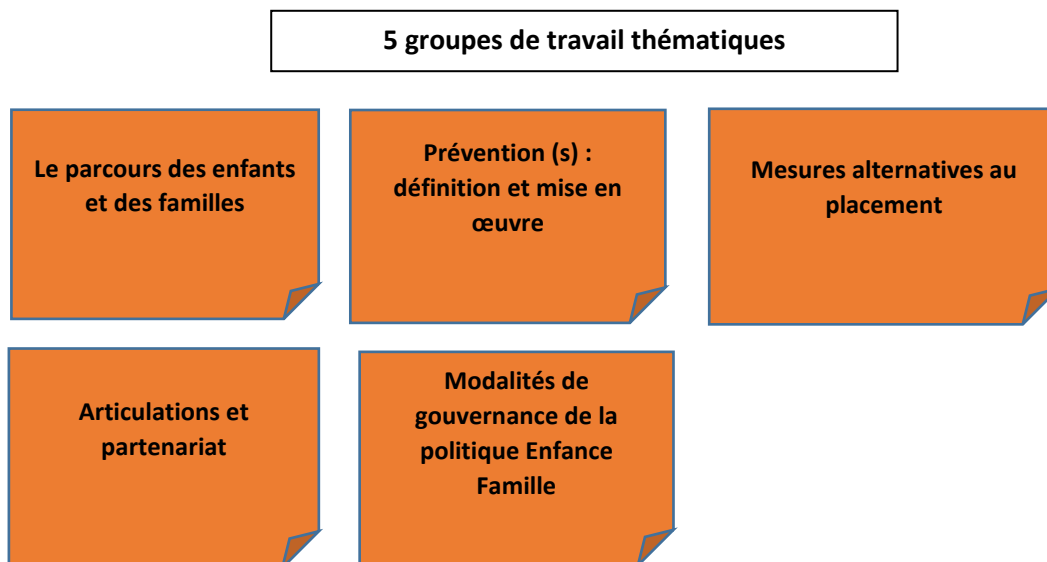 5 groupes de travail thématiques
Le parcours des enfants
et des familles
Prévention (s) :
définition et mise en
œuvre
Mesures alternatives au
placement
Articulations et
partenariat
Modalités de
gouvernance de la
politique Enfance
Famille